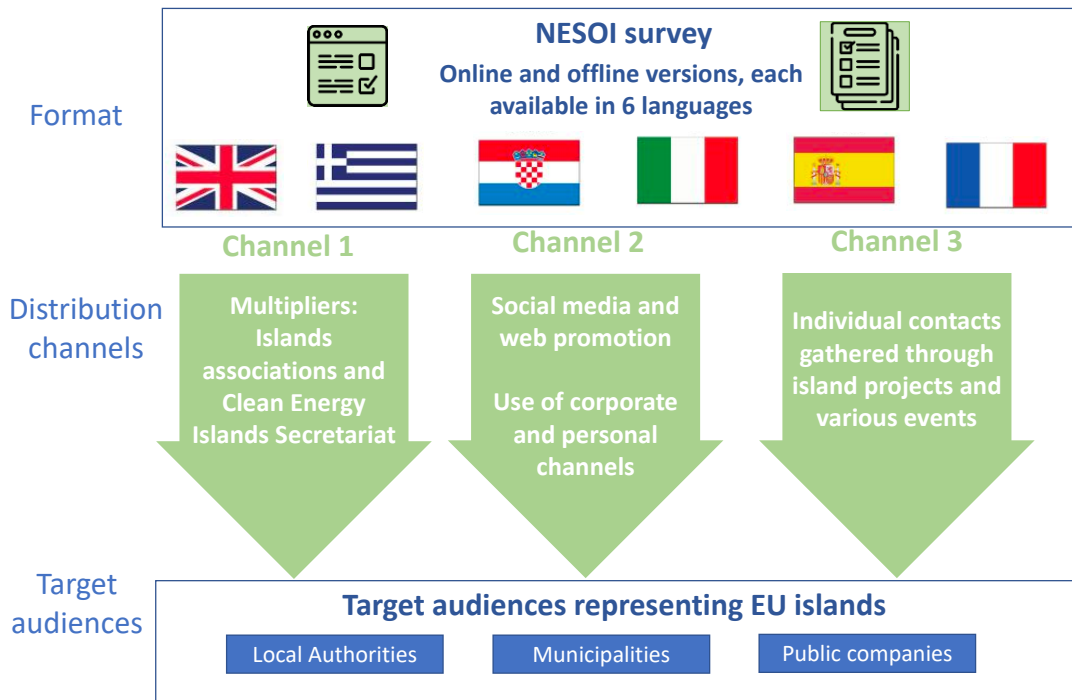 NESOI survey
Online and offline versions, each
available in 6 languages
Format
Channel 1
Channel 2
Channel 3
Distribution
channels
Multipliers:
Islands
associations and
Clean Energy
Islands Secretariat
Social media and
web promotion
Use of corporate
and personal
channels
Individual contacts
gathered through
island projects and
various events
Target
audiences
Target audiences representing EU islands
Local Authorities
Municipalities
Public companies